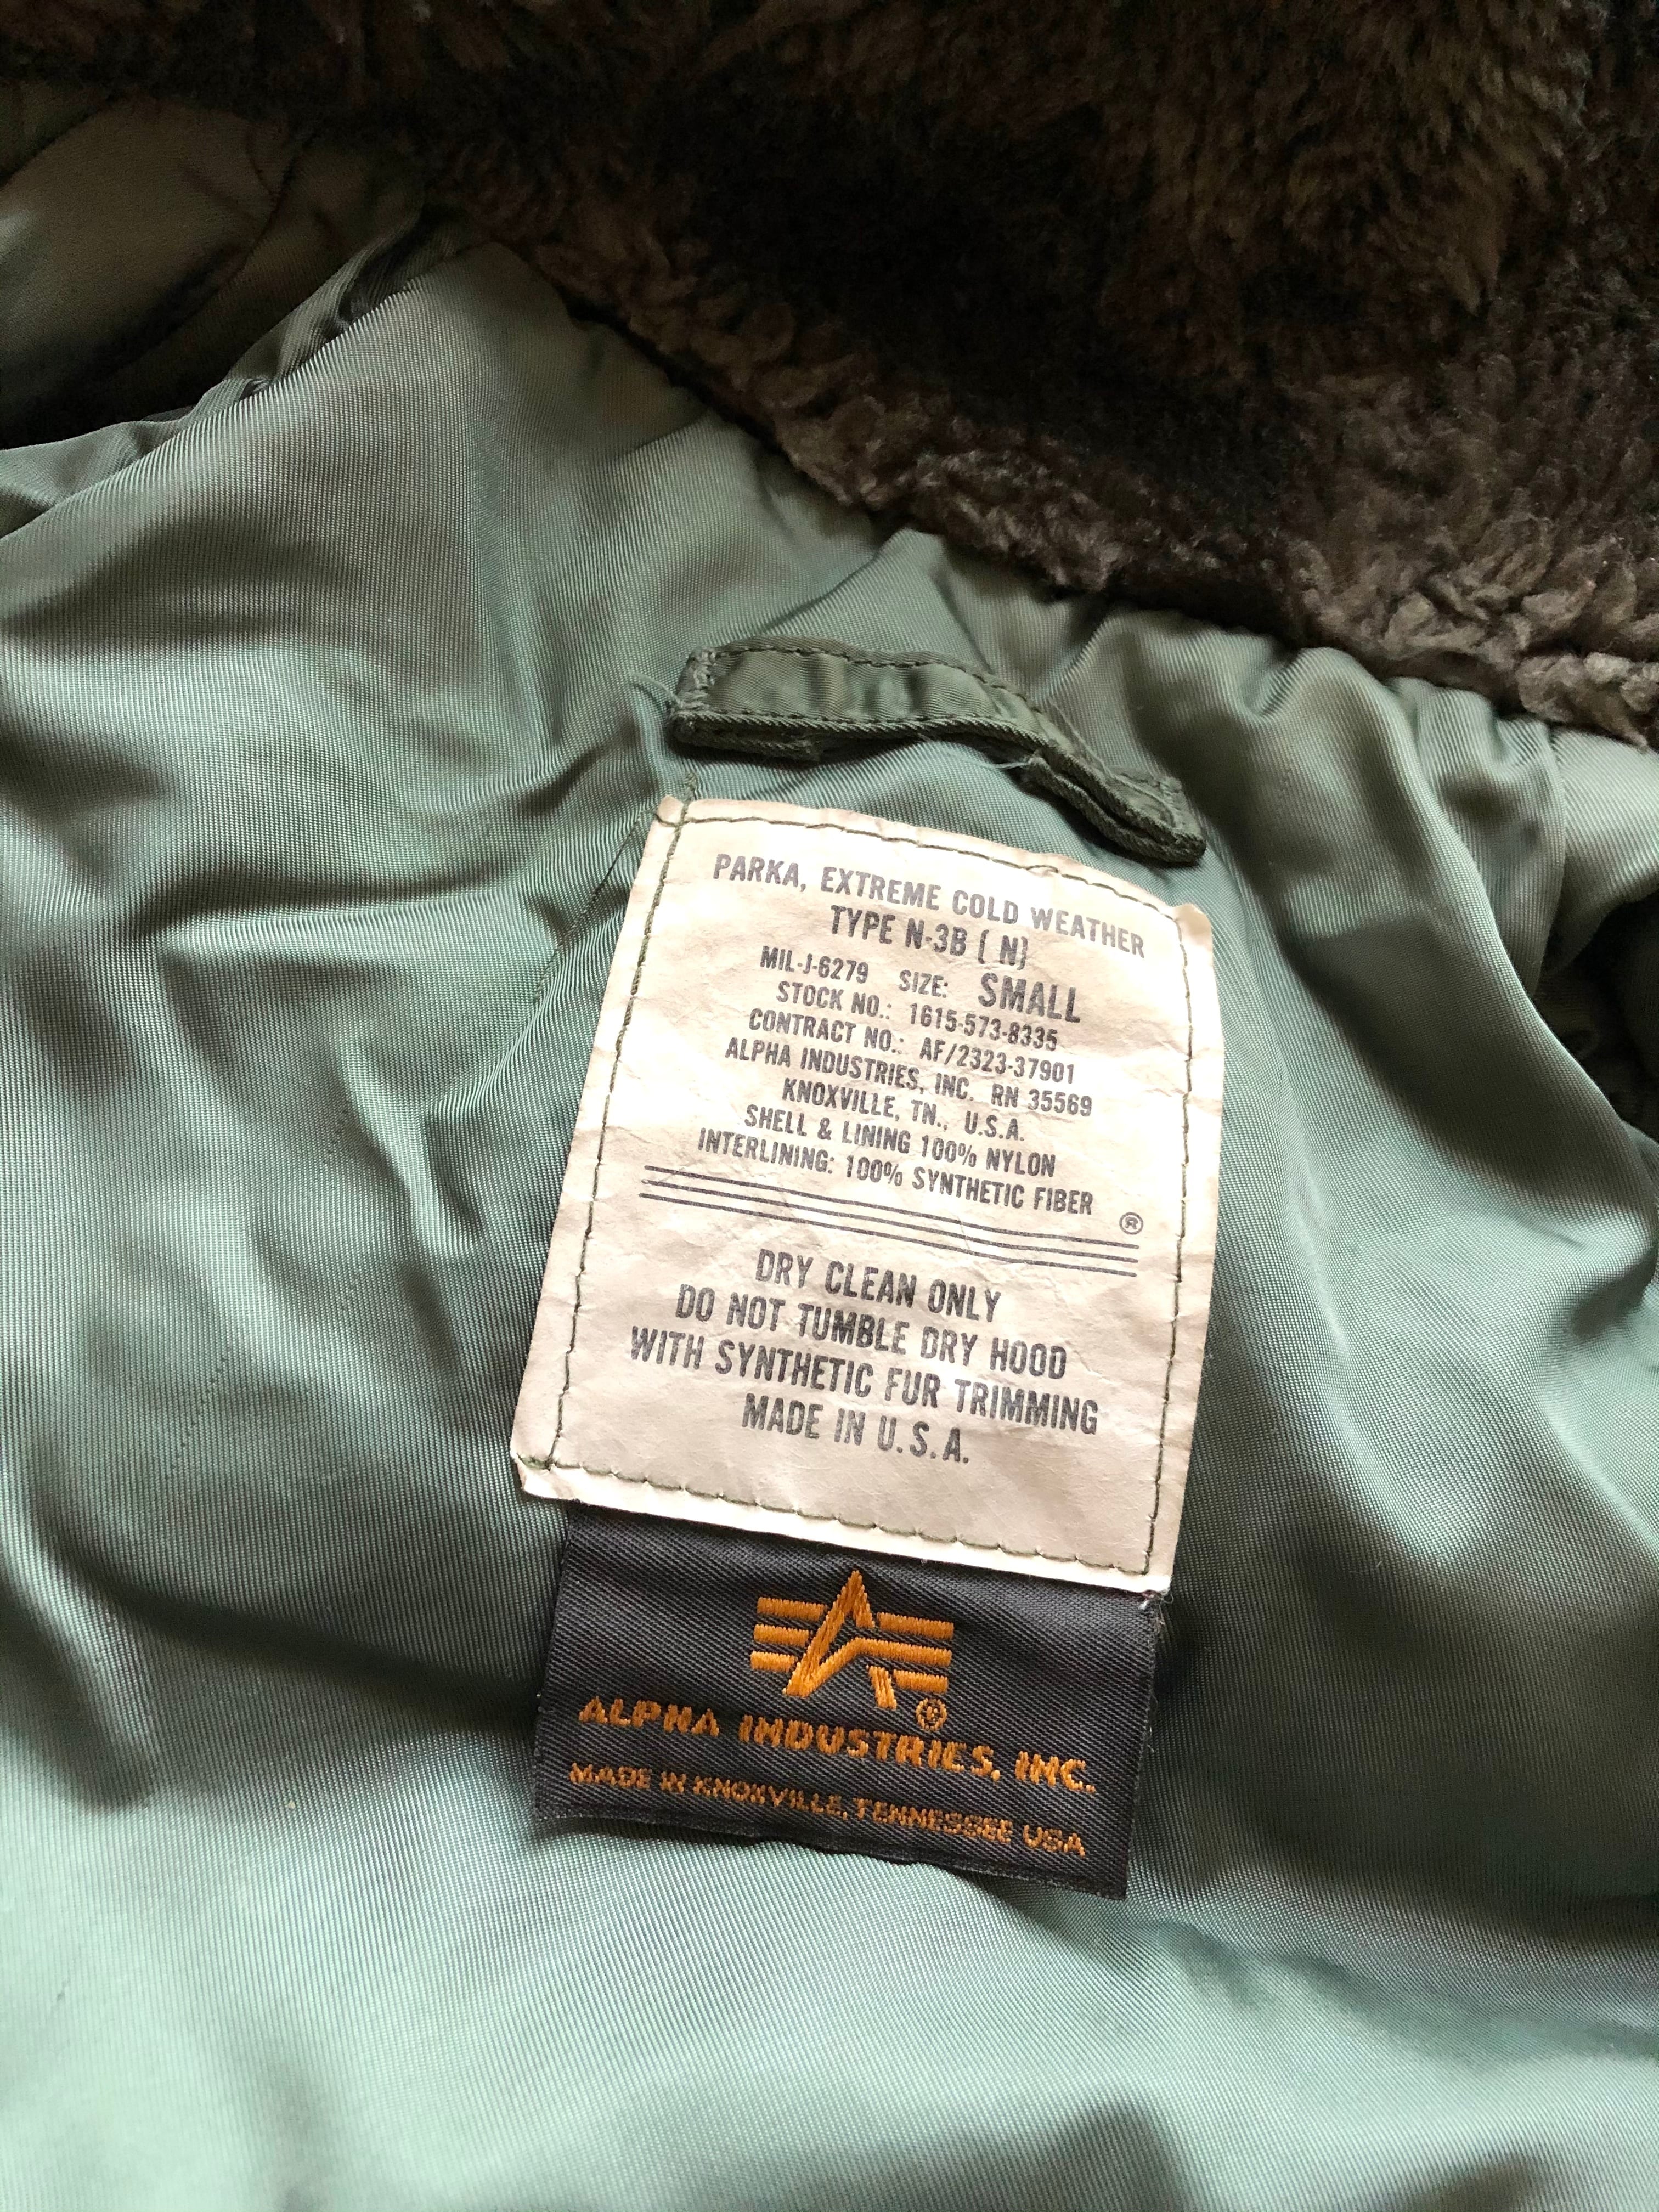 PARKA, EXTREME COLD WEATHER
TYPE N-3B ( N)
MIL-J-6279 SIZE: SMALL
STOCK NO.: 1615-573-8335
CONTRACT NO.: AF/2323-37901
ALPHA INDUSTRIES, INC. RN 35569
KNOXVILLE, TN., U.S.A.
SHELL & LINING 100% NYLON
INTERLINING: 100% SYNTHETIC FIBER
®
DRY CLEAN ONLY
DO NOT TUMBLE DRY HOOD
WITH SYNTHETIC FUR TRIMMING
MADE IN U.S.A.
®
ALPHA INDUSTRIES, INC.
MADE IN KNOXVILLE, TENNESSEE USA